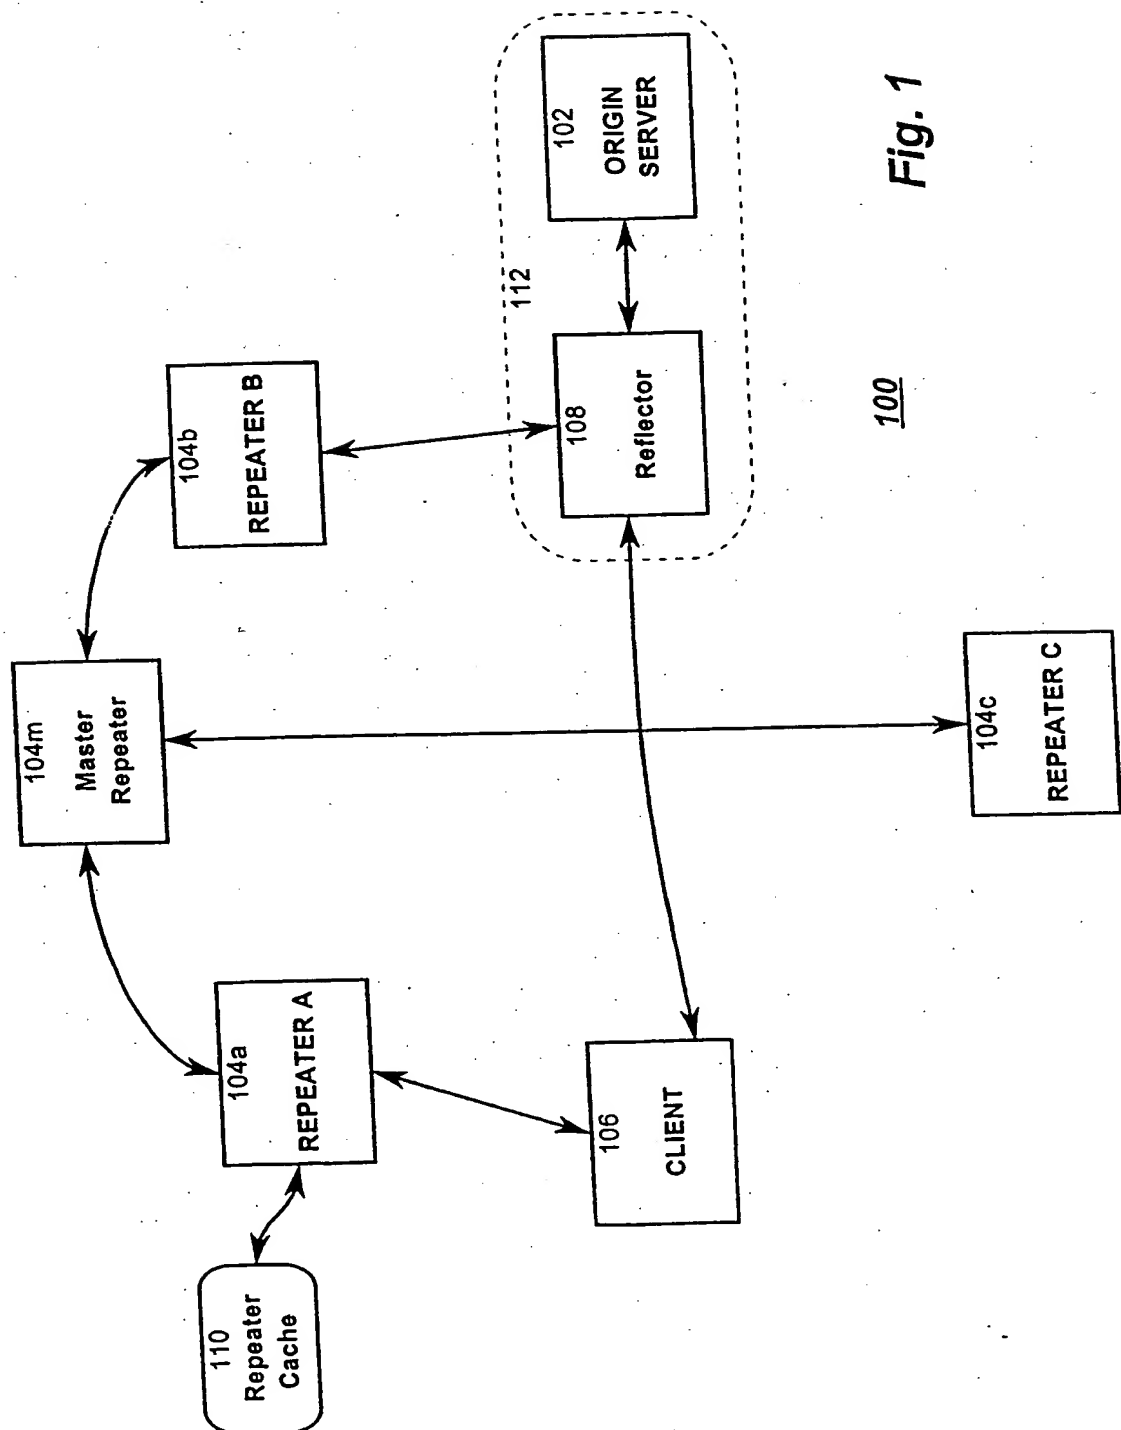 110
Repeater
Cache
104a
REPEATER A
106
CLIENT
104m
Master
Repeater
104c
REPEATER C
104b
REPEATER B
108
Reflector
112
102
ORIGIN
SERVER
100
Fig. 1